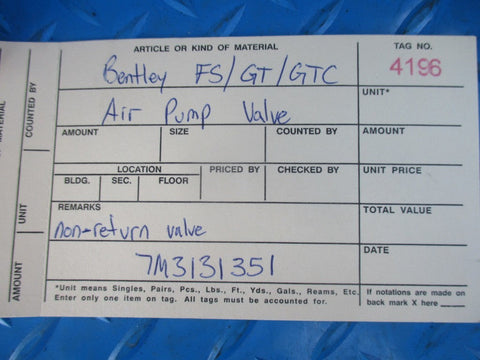 ARTICLE OR KIND OF MATERIAL
TAG NO.
Bentley FS/GT/GTC
4196
UNIT*
Air Pump Valve
AMOUNT SIZE COUNTED BY AMOUNT
LOCATION PRICED BY CHECKED BY UNIT PRICE
BLDG. SEC. FLOOR
REMARKS TOTAL VALUE
non-return valve
7M3131351
DATE
*Unit means Singles, Pairs, Pcs., Lbs., Ft., Yds., Gals., Reams, Etc.
Enter only one item on tag. All tags must be accounted for.
If notations are made on
back mark X here
COUNTED BY
UNIT
AMOUNT
MATERIAL